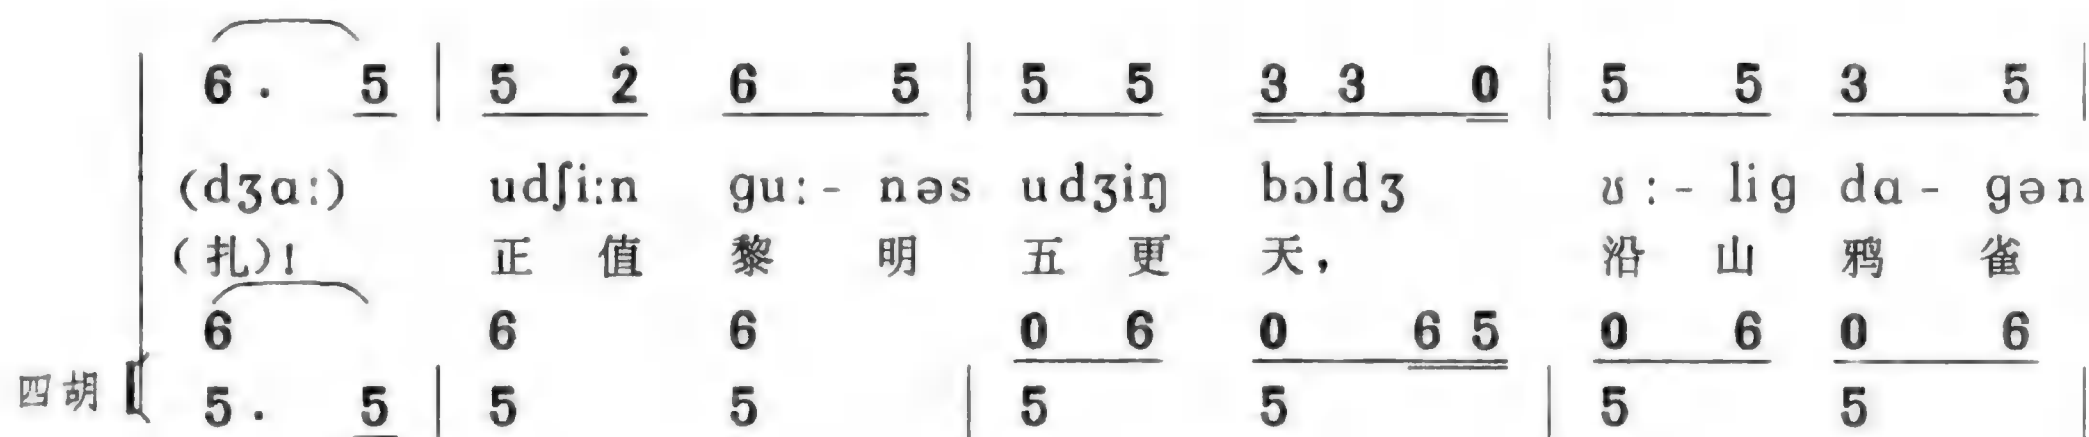 6 . 5 | 5 2̇ 6 5 | 5 5 3 3 0 | 5 5 3 5 |
(dʒɑː) udʃiːn guː- nəs udʒiŋ bɔldʒ ʊː- lig dɑ- gən
(扎)! 正 值 黎 明 五 更 天, 沿 山 鸦 雀
6 6 6 0 6 0 6 5 0 6 0 6
四胡 5 . 5 | 5 5 | 5 5 | 5 5 |